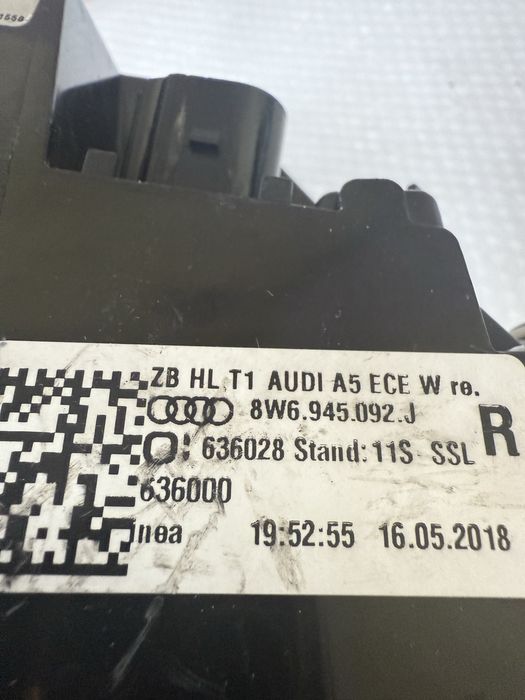 1558
ZB HL T1 AUDI A5 ECE W re.
8W6.945.092.J
R
O: 636028 Stand: 11S SSL
636000
19:52:55 16.05.2018